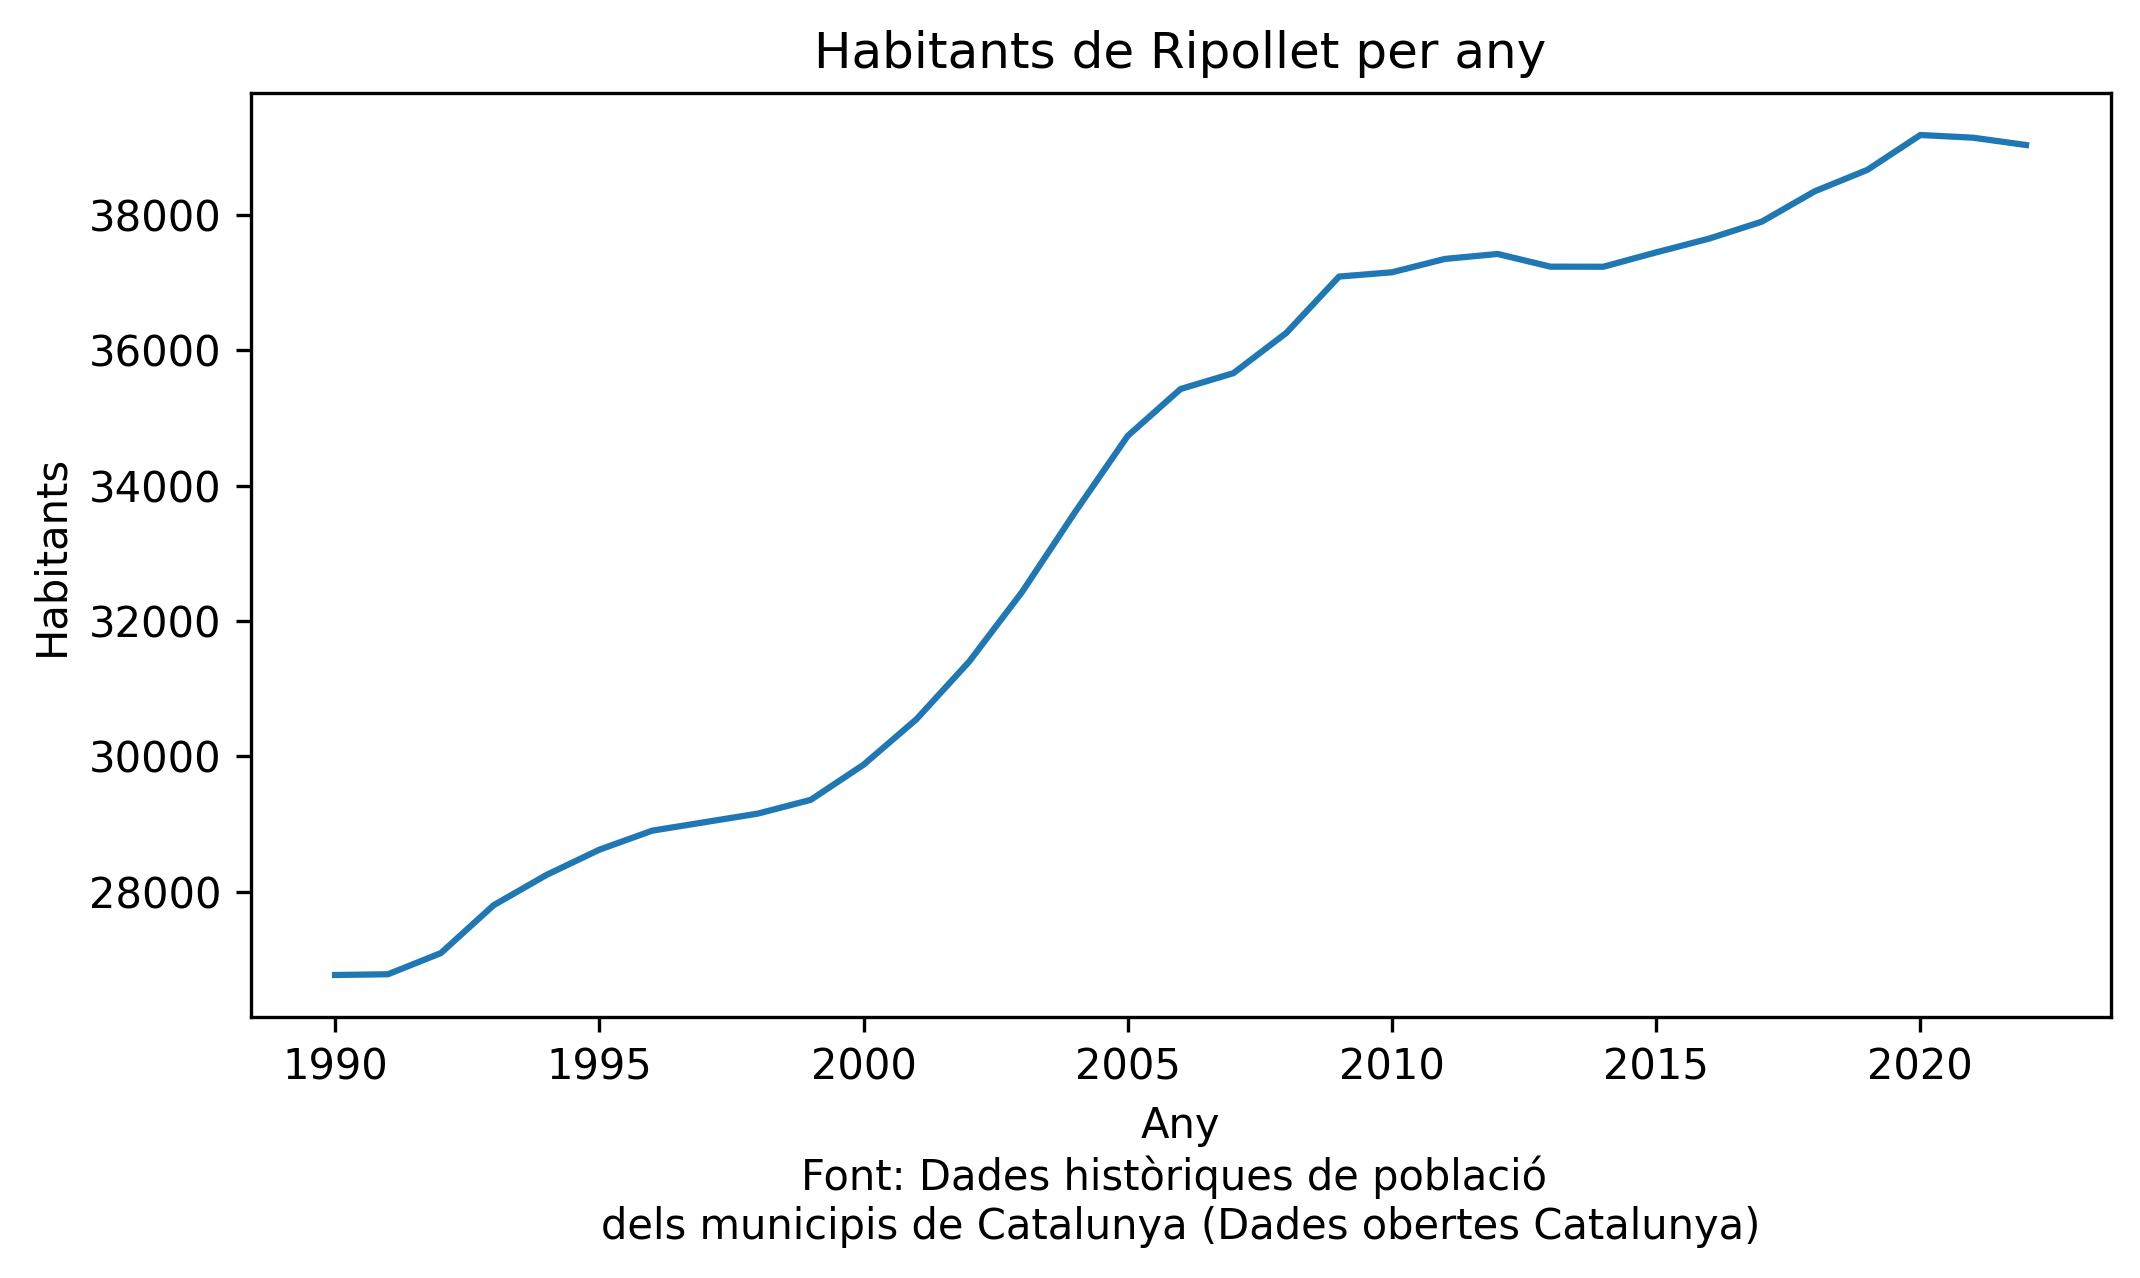 Habitants de Ripollet per any
Habitants
38000
36000
34000
32000
30000
28000
1990 1995 2000 2005 2010 2015 2020
Any
Font: Dades històriques de població
dels municipis de Catalunya (Dades obertes Catalunya)